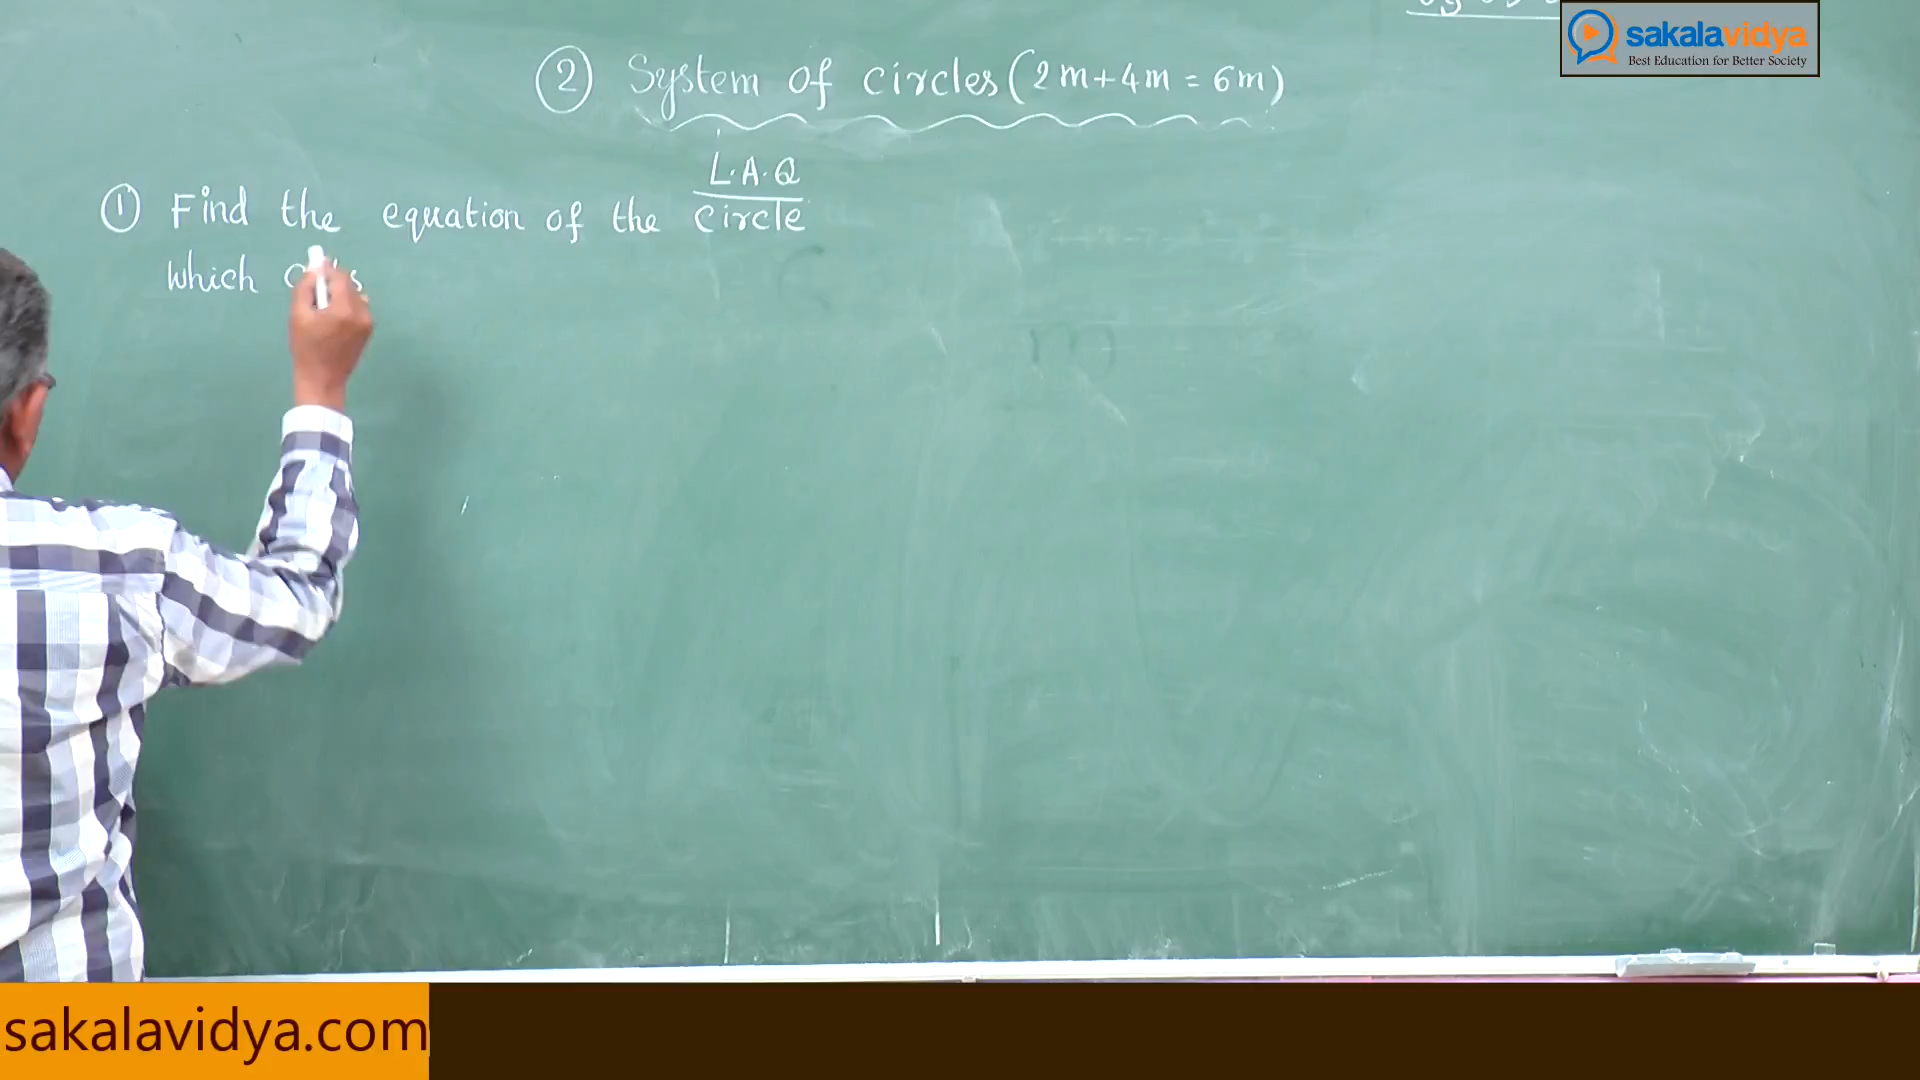 sakalavidya
Best Education for Better Society
② System of circles (2m+4m = 6m)
L.A.Q
① Find the equation of the circle
which
sakalavidya.com